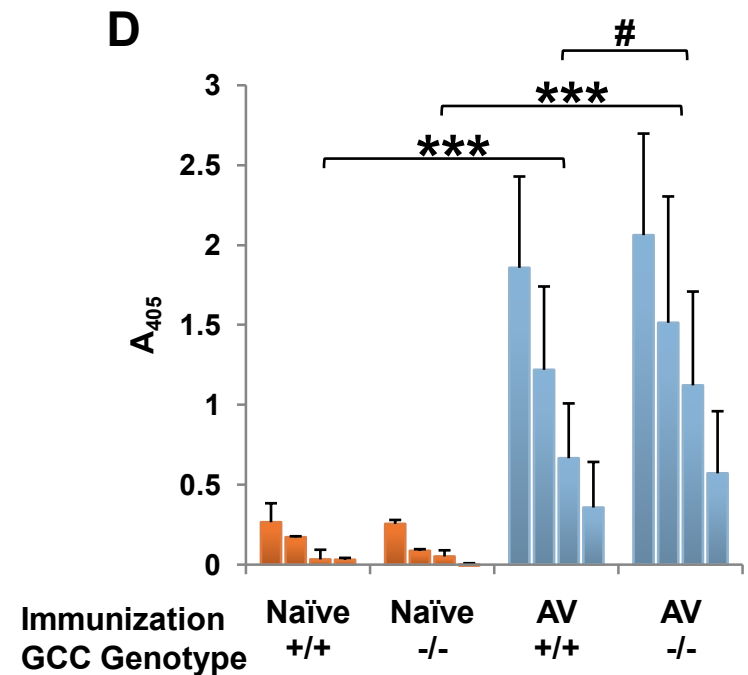 D
#
***
***
3
2.5
2
1.5
1
0.5
0
A405
Immunization Naïve Naïve AV AV
GCC Genotype +/+ -/- +/+ -/-